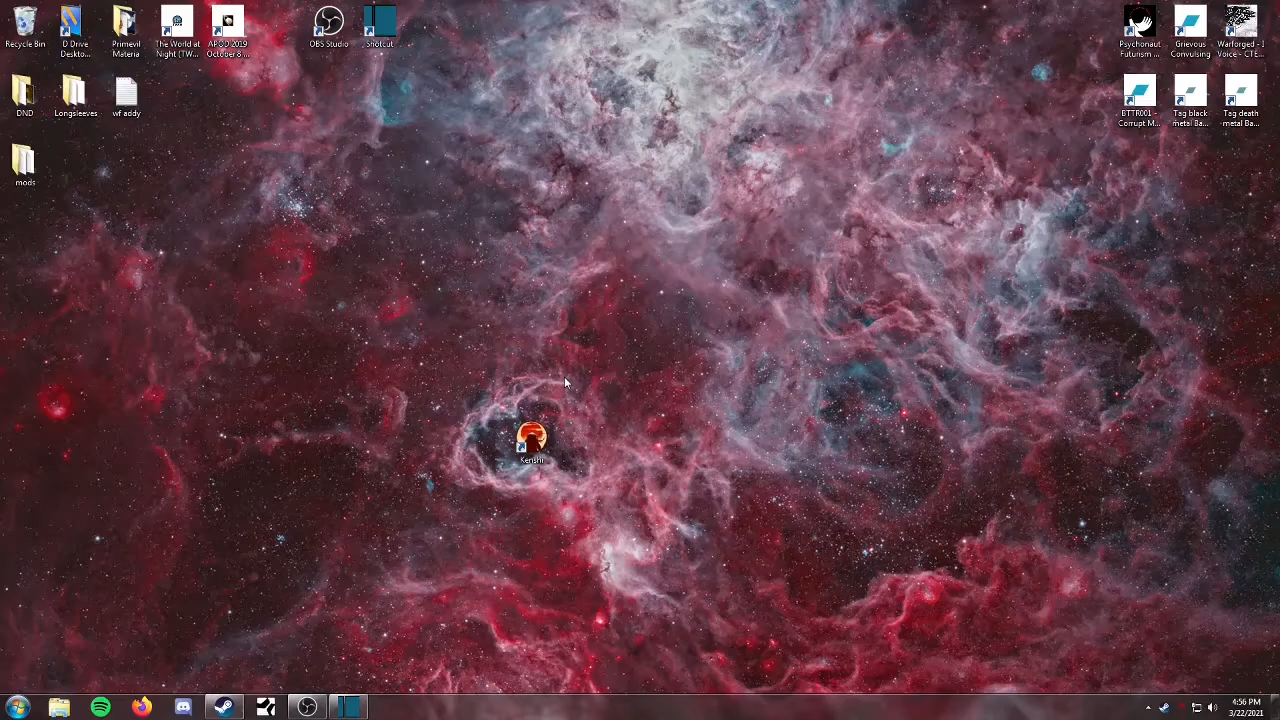 Recycle Bin
D Drive
Deskto...
Primevil
Materia
The World at
Night (TW...
APOD 2019
October 8 ...
OBS Studio
Shotcut
Psychonaut
Futurism ...
Grievous
Convulsing
Warforged - I
Voice - CTE...
DND
Longsleeves
wf addy
BTTR001 -
Corrupt M...
Tag black
metal Ba...
Tag death
metal Ba...
mods
Kenshi
4:56 PM
3/22/2021